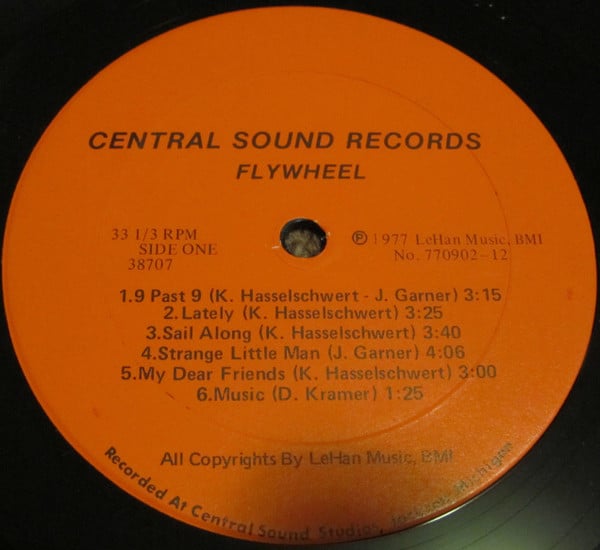 CENTRAL SOUND RECORDS
FLYWHEEL
33 1/3 RPM
SIDE ONE
38707
℗ 1977 LeHan Music, BMI
No. 770902-12
1.9 Past 9 (K. Hasselschwert - J. Garner) 3:15
2.Lately (K. Hasselschwert) 3:25
3.Sail Along (K. Hasselschwert) 3:40
4.Strange Little Man (J. Garner) 4:06
5.My Dear Friends (K. Hasselschwert) 3:00
6.Music (D. Kramer) 1:25
All Copyrights By LeHan Music, BMI
Recorded At Central Sound Studios, Michigan